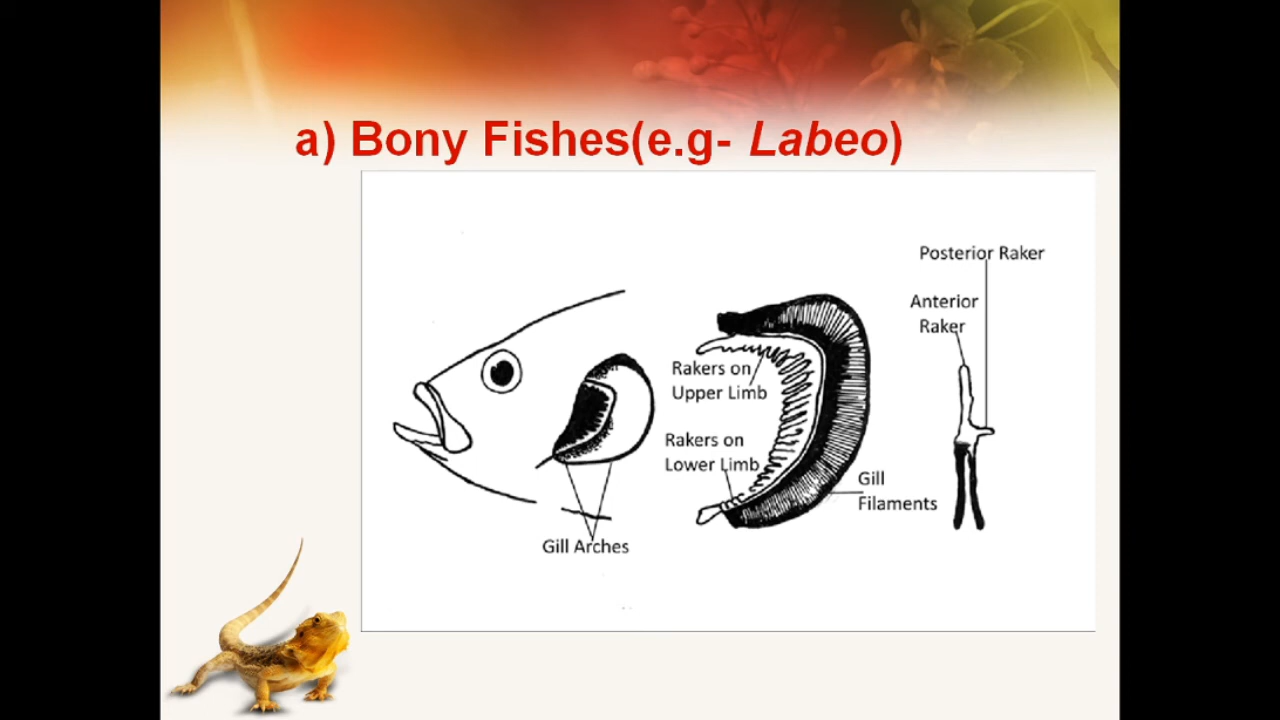 a) Bony Fishes(e.g- Labeo)
Posterior Raker
Anterior
Raker
Rakers on
Upper Limb
Rakers on
Lower Limb
Gill
Filaments
Gill Arches